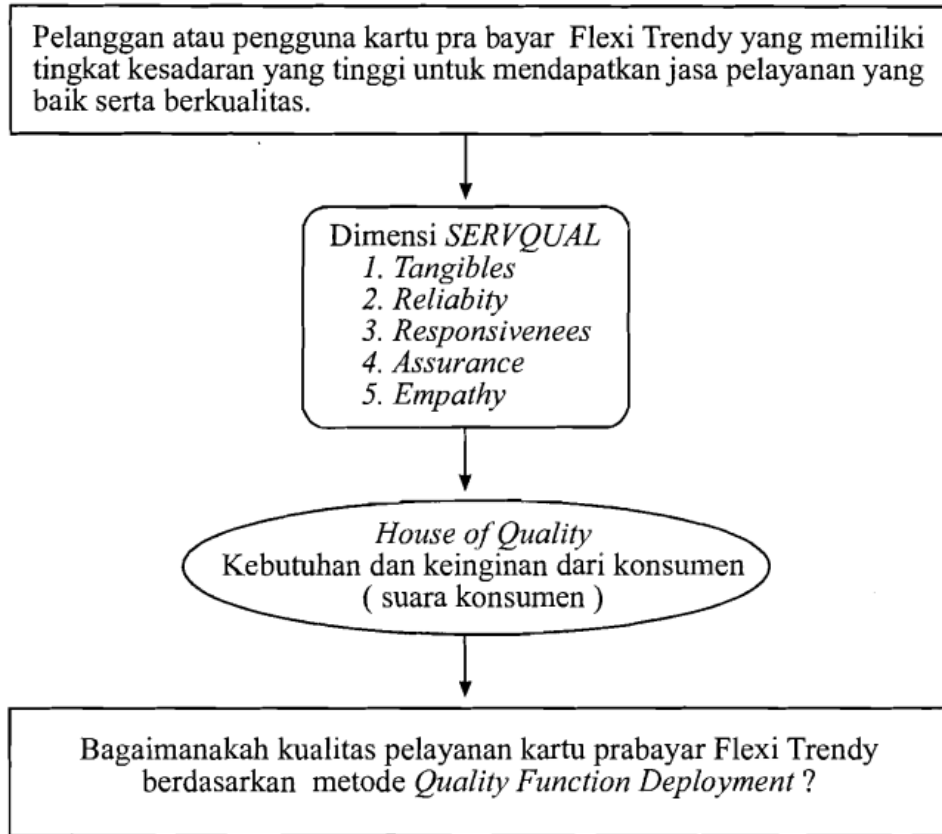 Pelanggan atau pengguna kartu pra bayar Flexi Trendy yang memiliki
tingkat kesadaran yang tinggi untuk mendapatkan jasa pelayanan yang
baik serta berkualitas.
Dimensi SERVQUAL
1. Tangibles
2. Reliabity
3. Responsivenees
4. Assurance
5. Empathy
House of Quality
Kebutuhan dan keinginan dari konsumen
( suara konsumen )
Bagaimanakah kualitas pelayanan kartu prabayar Flexi Trendy
berdasarkan metode Quality Function Deployment ?